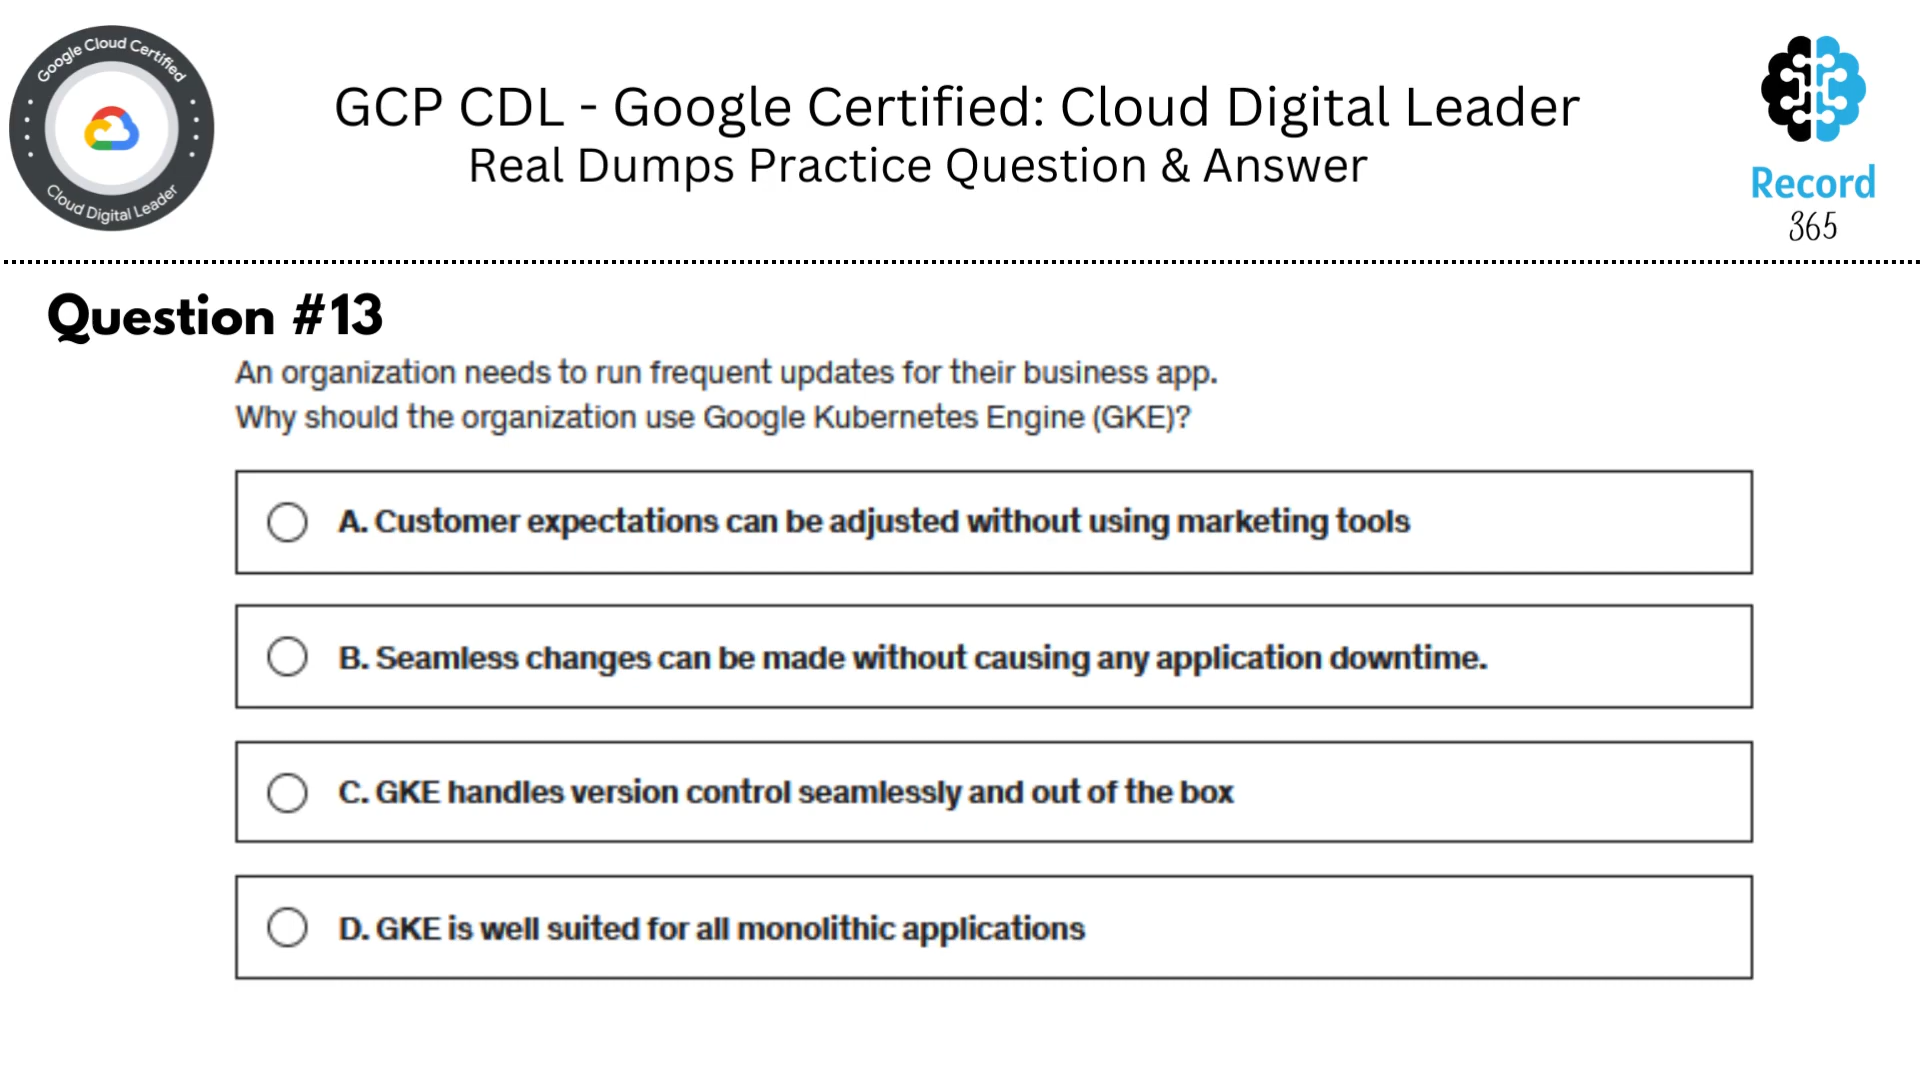 Google Cloud Certified
Cloud Digital Leader
GCP CDL - Google Certified: Cloud Digital Leader
Real Dumps Practice Question & Answer
Record
365
Question #13
An organization needs to run frequent updates for their business app.
Why should the organization use Google Kubernetes Engine (GKE)?
A. Customer expectations can be adjusted without using marketing tools
B. Seamless changes can be made without causing any application downtime.
C. GKE handles version control seamlessly and out of the box
D. GKE is well suited for all monolithic applications